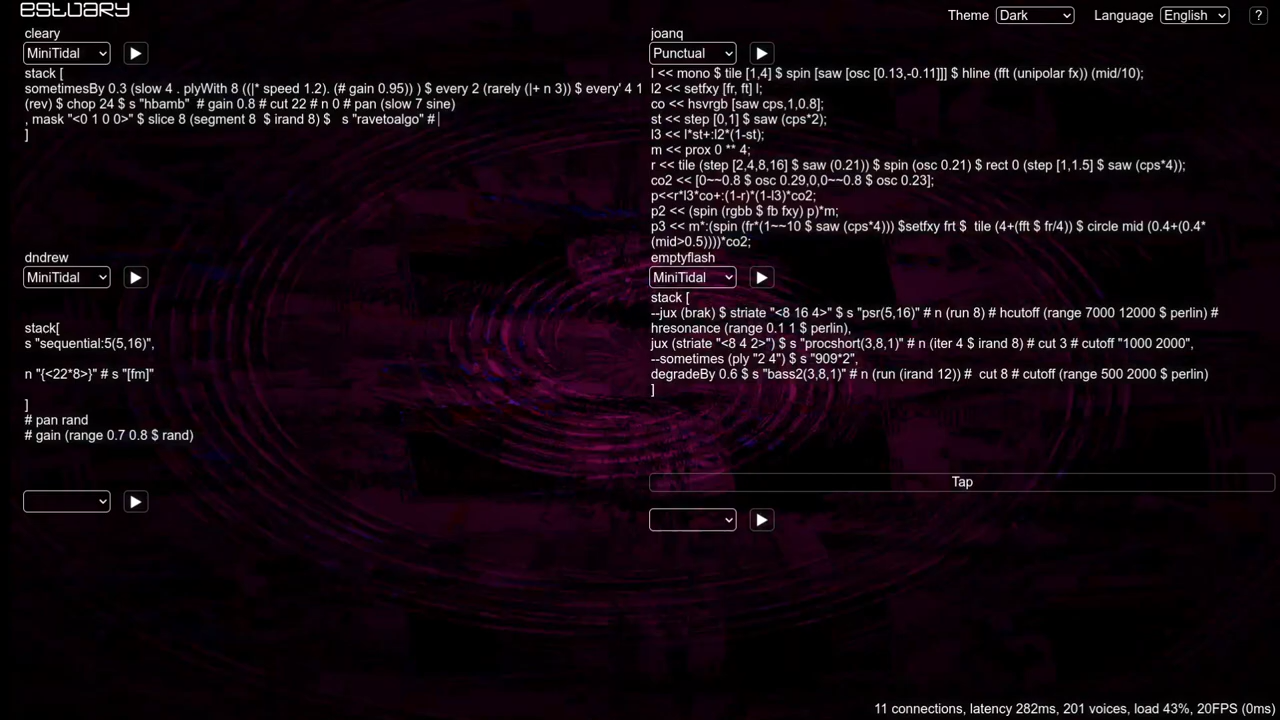 estuary
Theme Dark Language English ?
cleary
MiniTidal
stack [
sometimesBy 0.3 (slow 4 . plyWith 8 ((|* speed 1.2). (# gain 0.95)) ) $ every 2 (rarely (|+ n 3)) $ every' 4 1
(rev) $ chop 24 $ s "hbamb"  # gain 0.8 # cut 22 # n 0 # pan (slow 7 sine)
, mask "<0 1 0 0>" $ slice 8 (segment 8  $ irand 8) $   s "ravetoalgo" #
]
joanq
Punctual
l << mono $ tile [1,4] $ spin [saw [osc [0.13,-0.11]]] $ hline (fft (unipolar fx)) (mid/10);
l2 << setfxy [fr, ft] l;
co << hsvrgb [saw cps,1,0.8];
st << step [0,1] $ saw (cps*2);
l3 << l*st+:l2*(1-st);
m << prox 0 ** 4;
r << tile (step [2,4,8,16] $ saw (0.21)) $ spin (osc 0.21) $ rect 0 (step [1,1.5] $ saw (cps*4));
co2 << [0~~0.8 $ osc 0.29,0,0~~0.8 $ osc 0.23];
p<<r*l3*co+:(1-r)*(1-l3)*co2;
p2 << (spin (rgbb $ fb fxy) p)*m;
p3 << m*:(spin (fr*(1~~10 $ saw (cps*4))) $setfxy frt $  tile (4+(fft $ fr/4)) $ circle mid (0.4+(0.4*
(mid>0.5))))*co2;
dndrew
MiniTidal
stack[
s "sequential:5(5,16)",
n "{<22*8>}" # s "[fm]"
]
# pan rand
# gain (range 0.7 0.8 $ rand)
emptyflash
MiniTidal
stack [
--jux (brak) $ striate "<8 16 4>" $ s "psr(5,16)" # n (run 8) # hcutoff (range 7000 12000 $ perlin) #
hresonance (range 0.1 1 $ perlin),
jux (striate "<8 4 2>") $ s "procshort(3,8,1)" # n (iter 4 $ irand 8) # cut 3 # cutoff "1000 2000",
--sometimes (ply "2 4") $ s "909*2",
degradeBy 0.6 $ s "bass2(3,8,1)" # n (run (irand 12)) #  cut 8 # cutoff (range 500 2000 $ perlin)
]
Tap
11 connections, latency 282ms, 201 voices, load 43%, 20FPS (0ms)